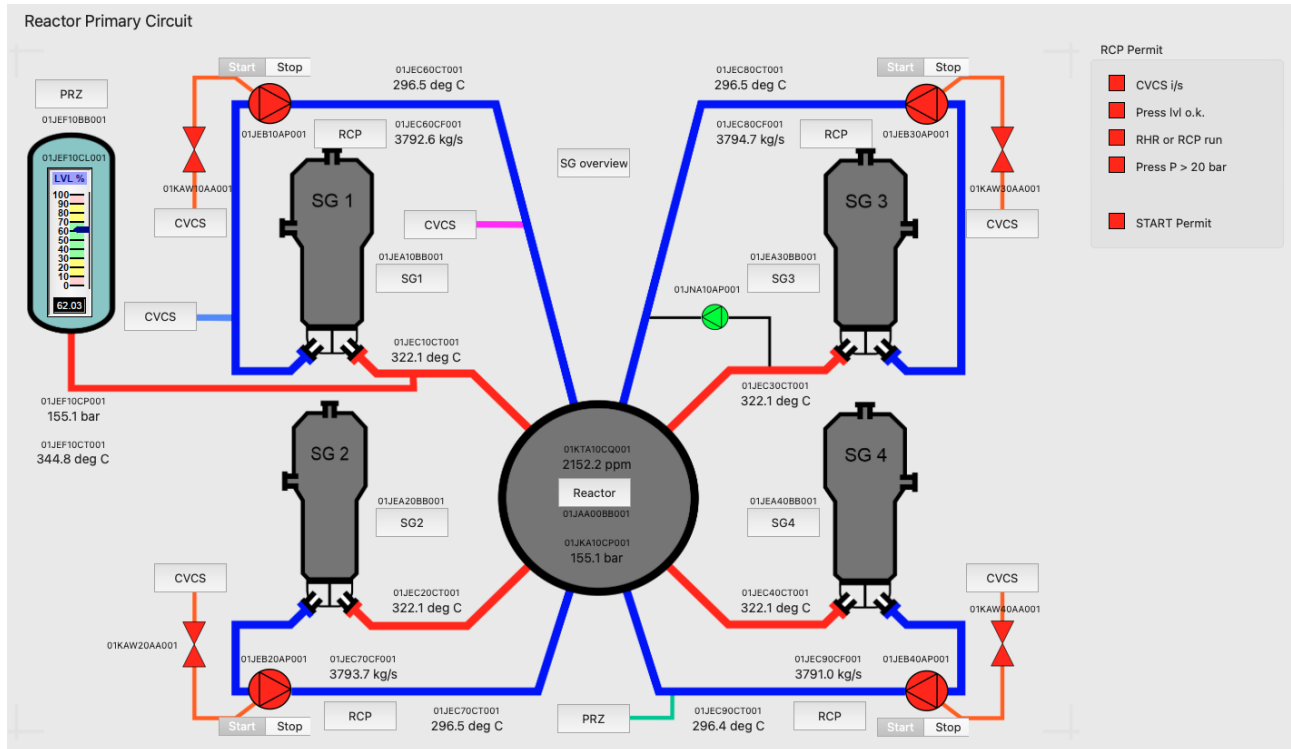 Reactor Primary Circuit
Start Stop
01JEC60CT001
296.5 deg C
01JEC80CT001
296.5 deg C
Start Stop
RCP Permit
CVCS i/s
Press lvl o.k.
RHR or RCP run
Press P > 20 bar
START Permit
PRZ
01JEF10BB001
01JEB10AP001
RCP
01JEC60CF001
3792.6 kg/s
01JEC80CF001
3794.7 kg/s
RCP
01JEB30AP001
01JEF10CL001
LVL %
100
90
80
70
60
50
40
30
20
10
0
62.03
SG overview
01KAW10AA001
CVCS
SG 1
CVCS
SG 3
01KAW30AA001
CVCS
01JEA10BB001
SG1
01JEA30BB001
SG3
01JNA10AP001
CVCS
01JEC10CT001
322.1 deg C
01JEC30CT001
322.1 deg C
01JEF10CP001
155.1 bar
01JEF10CT001
344.8 deg C
SG 2
01KTA10CQ001
2152.2 ppm
Reactor
01JAA00BB001
01JKA10CP001
155.1 bar
SG 4
01JEA20BB001
SG2
01JEA40BB001
SG4
CVCS
01JEC20CT001
322.1 deg C
01JEC40CT001
322.1 deg C
CVCS
01KAW20AA001
01KAW40AA001
01JEB20AP001
01JEC70CF001
3793.7 kg/s
01JEC90CF001
3791.0 kg/s
01JEB40AP001
Start Stop
RCP
01JEC70CT001
296.5 deg C
PRZ
01JEC90CT001
296.4 deg C
RCP
Start Stop